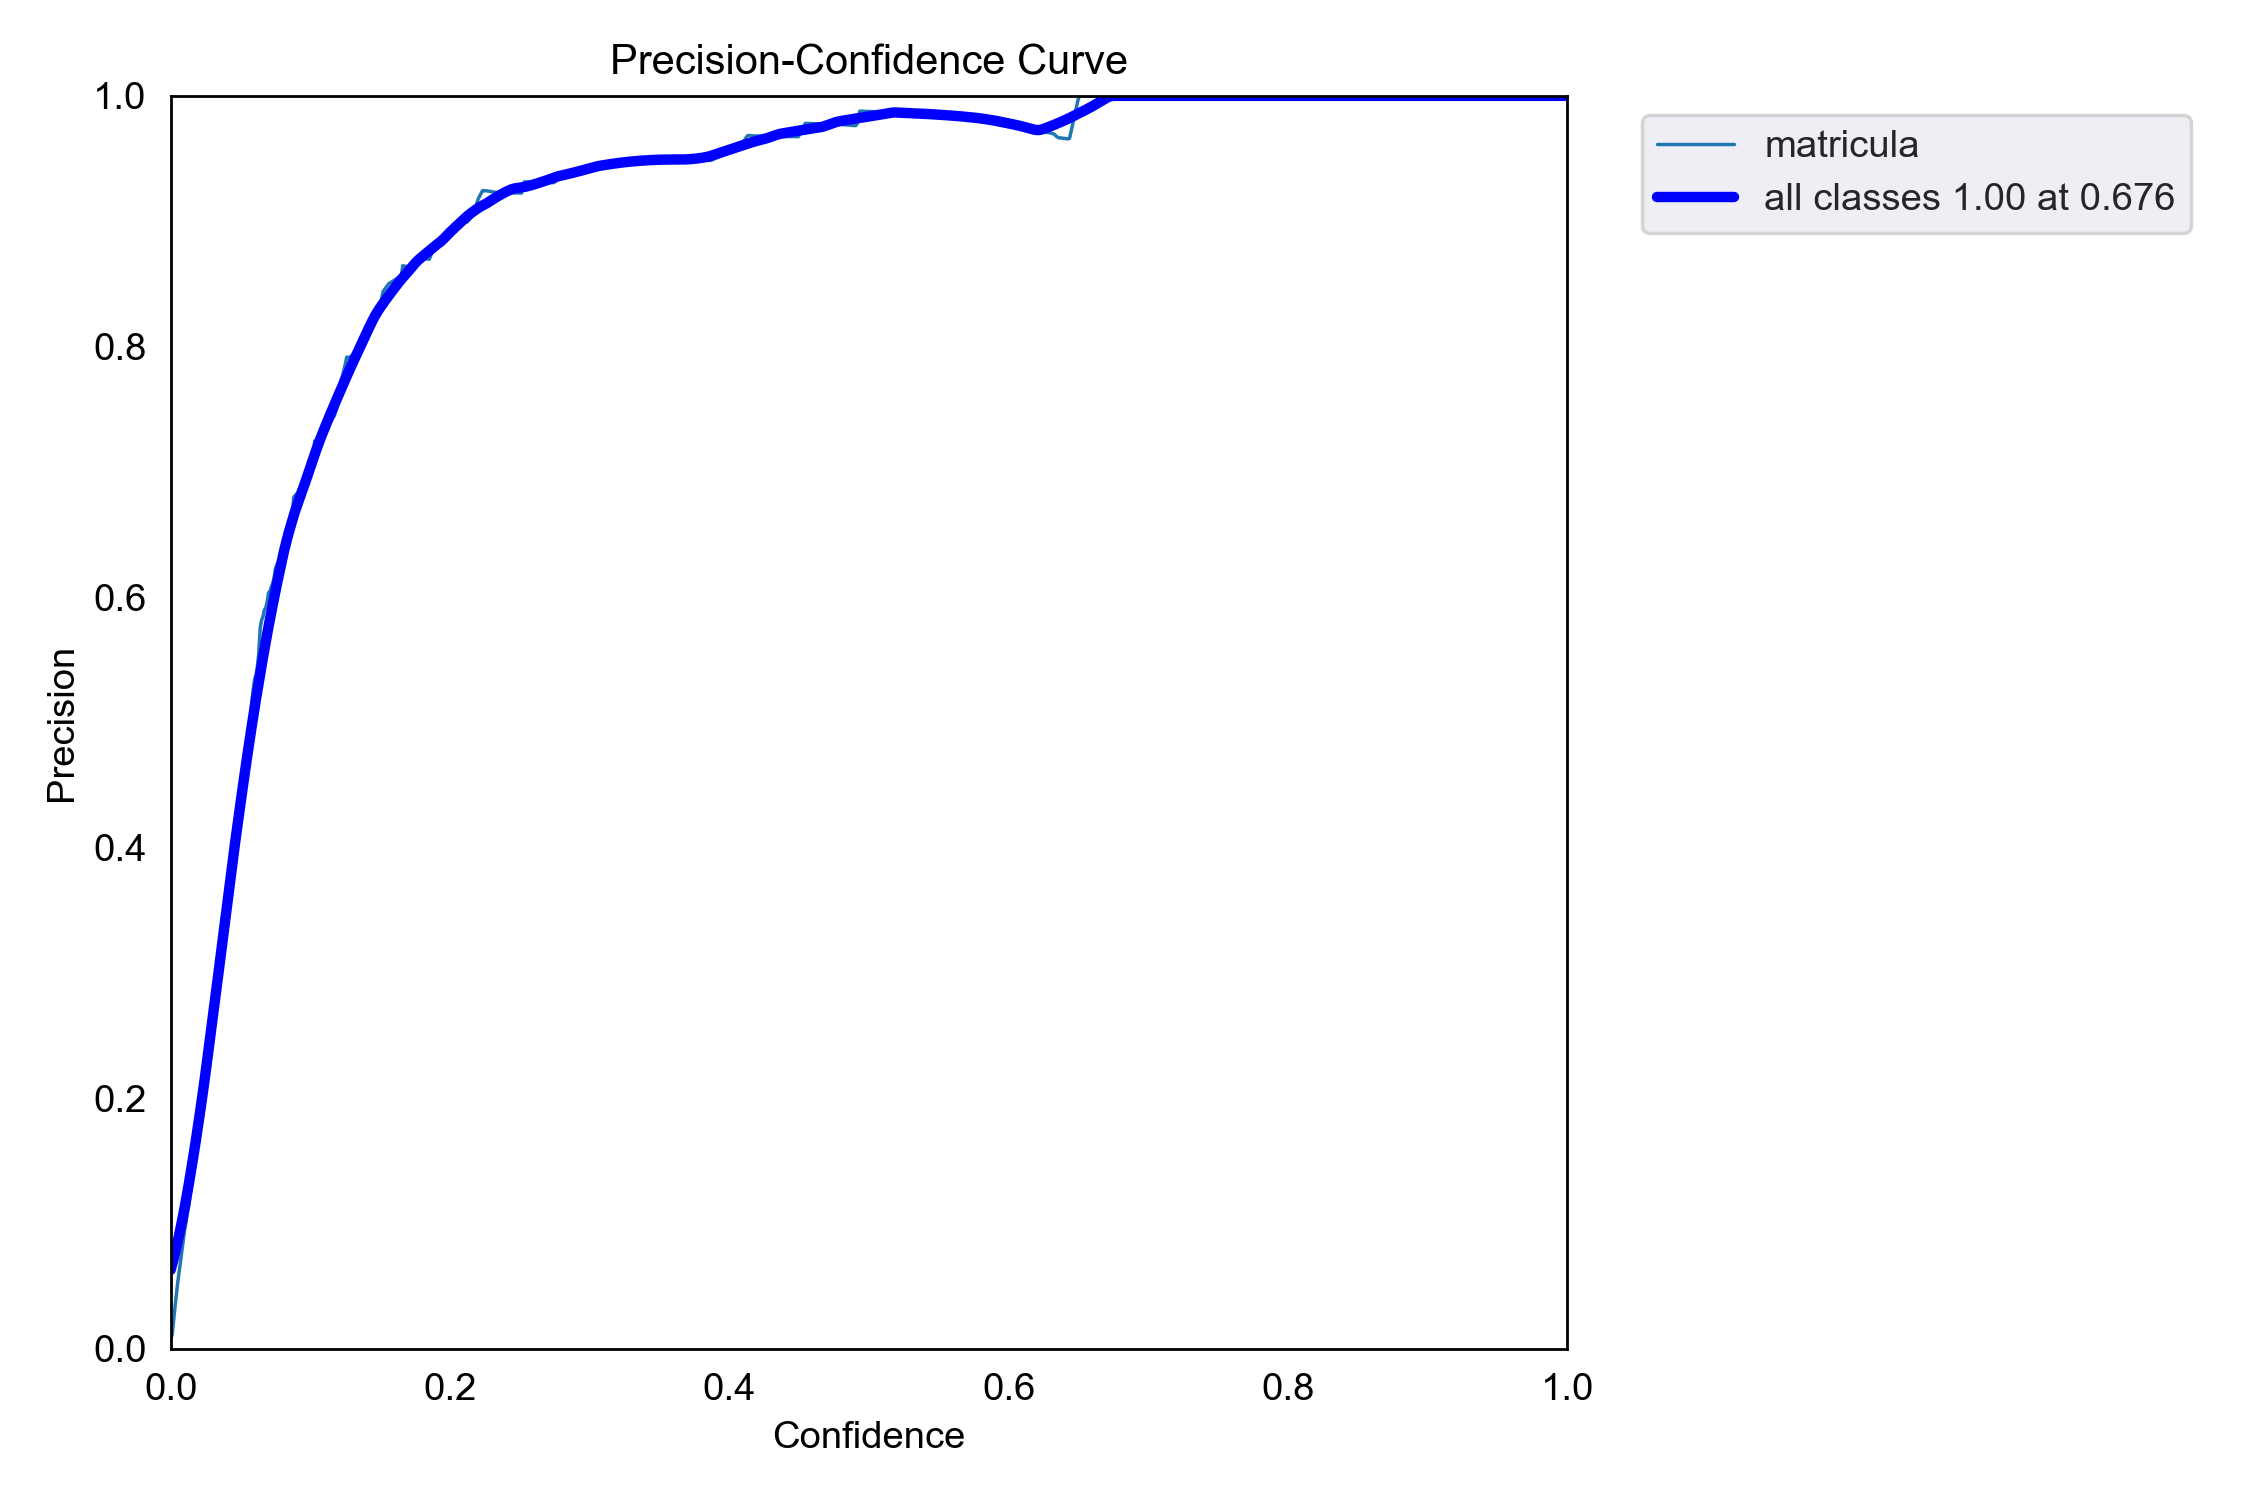 Precision-Confidence Curve
1.0
0.8
0.6
0.4
0.2
0.0
Precision
0.0 0.2 0.4 0.6 0.8 1.0
Confidence
matricula
all classes 1.00 at 0.676